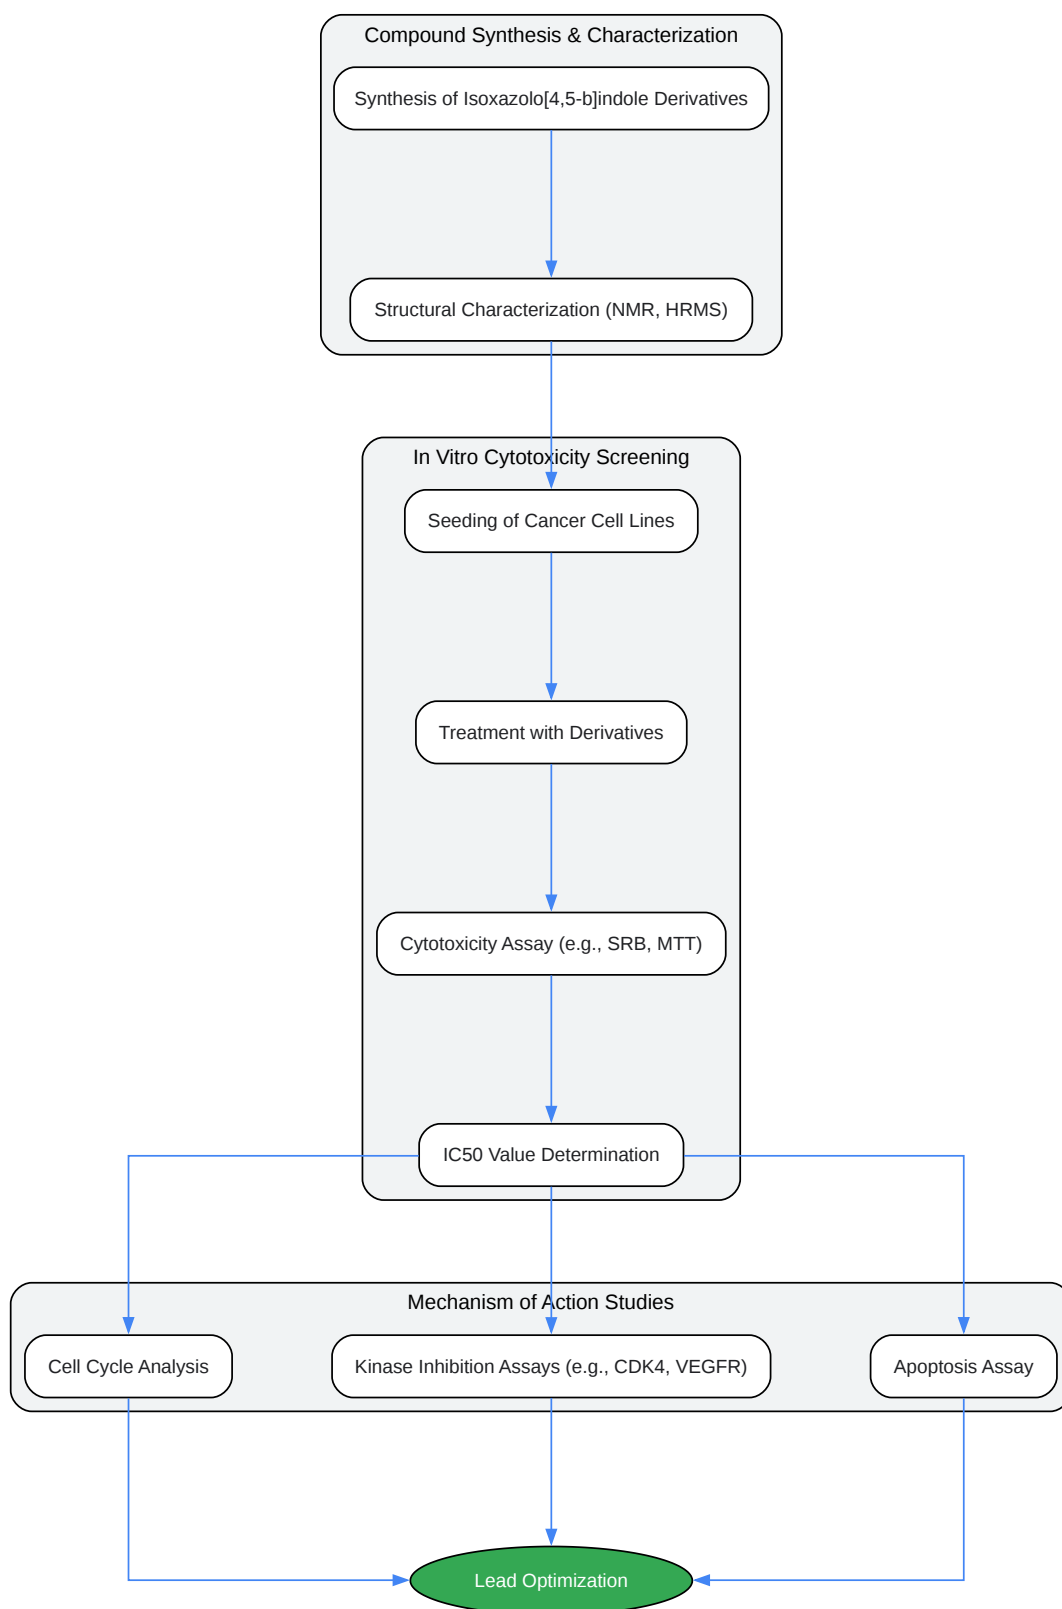 Compound Synthesis & Characterization
Synthesis of Isoxazolo[4,5-b]indole Derivatives
Structural Characterization (NMR, HRMS)
In Vitro Cytotoxicity Screening
Seeding of Cancer Cell Lines
Treatment with Derivatives
Cytotoxicity Assay (e.g., SRB, MTT)
IC50 Value Determination
Mechanism of Action Studies
Cell Cycle Analysis
Kinase Inhibition Assays (e.g., CDK4, VEGFR)
Apoptosis Assay
Lead Optimization